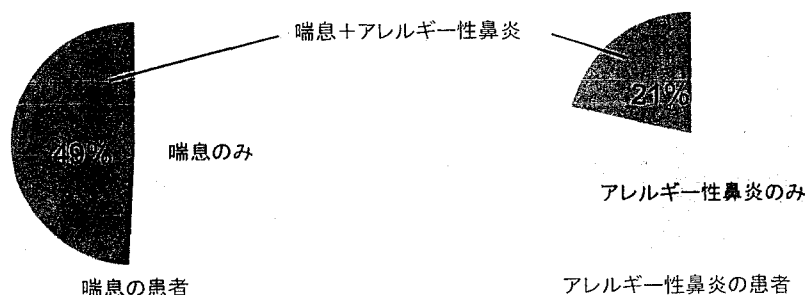 喘息＋アレルギー性鼻炎
49%
喘息のみ
21%
アレルギー性鼻炎のみ
喘息の患者
アレルギー性鼻炎の患者